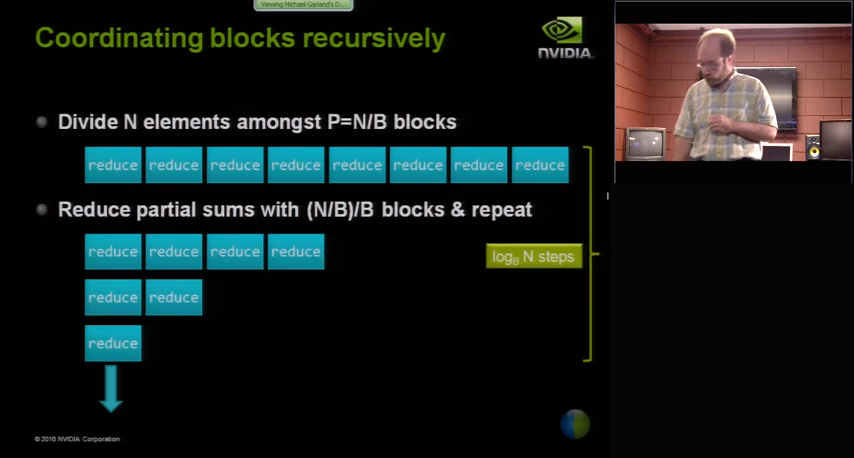 Viewing Michael Garland's D...
Coordinating blocks recursively
NVIDIA.
Divide N elements amongst P=N/B blocks
reduce reduce reduce reduce reduce reduce reduce reduce
Reduce partial sums with (N/B)/B blocks & repeat
reduce reduce reduce reduce
logB N steps
reduce reduce
reduce
© 2010 NVIDIA Corporation